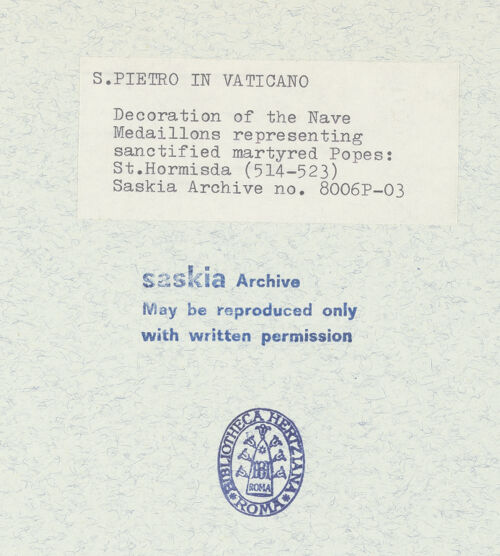 S.PIETRO IN VATICANO
Decoration of the Nave
Medaillons representing
sanctified martyred Popes:
St.Hormisda (514-523)
Saskia Archive no. 8006P-03
saskia Archive
May be reproduced only
with written permission
BIBLIOTHECA HERTZIANA
ROMA
ROMA